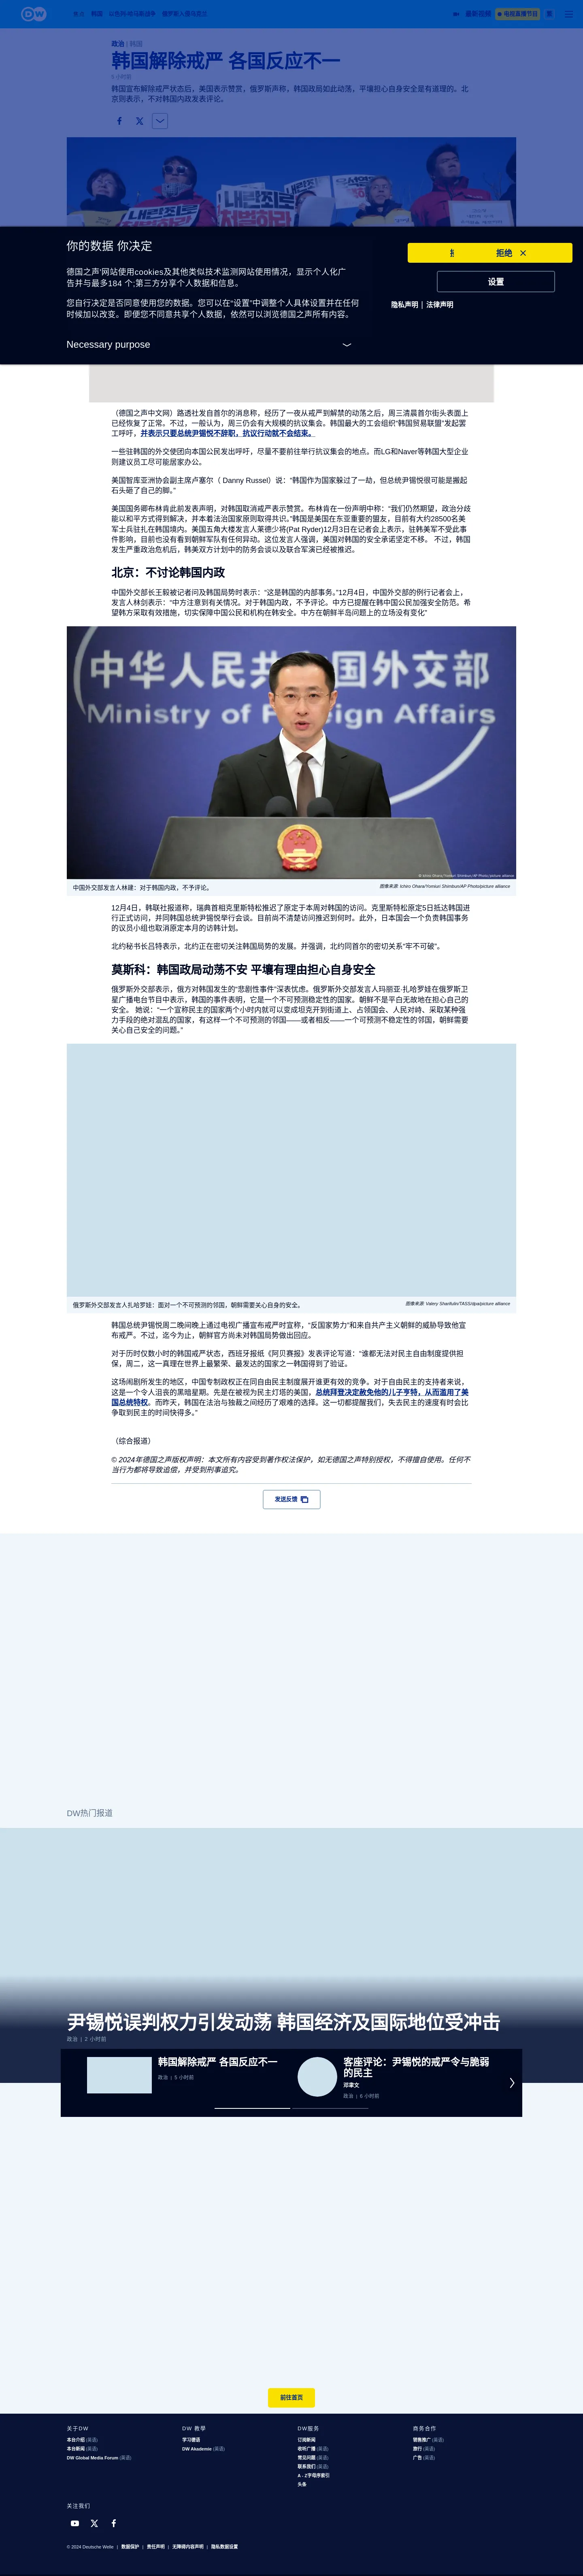 DW
韩国
最新视频
电视直播节目
政治 | 韩国
韩国解除戒严 各国反应不一
5 小时前
韩国宣布解除戒严状态后，美国表示赞赏，俄罗斯声称，韩国政局如此动荡，平壤担心自身安全是有道理的。北
京则表示，不对韩国内政发表评论。
你的数据 你决定
拒绝
设置
隐私声明 | 法律声明
德国之声'网站使用cookies及其他类似技术监测网站使用情况，显示个人化广
告并与最多184 个;第三方分享个人数据和信息。
您自行决定是否同意使用您的数据。您可以在“设置”中调整个人具体设置并在任何
时候加以改变。即便您不同意共享个人数据，依然可以浏览德国之声所有内容。
Necessary purpose
（德国之声中文网）路透社发自首尔的消息称，经历了一夜从戒严到解禁的动荡之后，周三清晨首尔街头表面上
已经恢复了正常。不过，一般认为，周三仍会有大规模的抗议集会。韩国最大的工会组织“韩国贸易联盟”发起罢
工呼吁，并表示只要总统尹锡悦不辞职，抗议行动就不会结束。
一些驻韩国的外交使团向本国公民发出呼吁，尽量不要前往举行抗议集会的地点。而LG和Naver等韩国大型企业
则建议员工尽可能居家办公。
美国智库亚洲协会副主席卢塞尔（ Danny Russel）说：“韩国作为国家躲过了一劫，但总统尹锡悦很可能是搬起
石头砸了自己的脚。”
美国国务卿布林肯此前发表声明，对韩国取消戒严表示赞赏。布林肯在一份声明中称：“我们仍然期望，政治分歧
能以和平方式得到解决，并本着法治国家原则取得共识。”韩国是美国在东亚重要的盟友，目前有大约28500名美
军士兵驻扎在韩国境内。美国五角大楼发言人莱德少将(Pat Ryder)12月3日在记者会上表示，驻韩美军不受此事
件影响，目前也没有看到朝鲜军队有任何异动。这位发言人强调，美国对韩国的安全承诺坚定不移。 不过，韩国
发生严重政治危机后，韩美双方计划中的防务会谈以及联合军演已经被推迟。
北京：不讨论韩国内政
中国外交部长王毅被记者问及韩国局势时表示：“这是韩国的内部事务。”12月4日，中国外交部的例行记者会上，
发言人林剑表示：“中方注意到有关情况。对于韩国内政，不予评论。中方已提醒在韩中国公民加强安全防范。希
望韩方采取有效措施，切实保障中国公民和机构在韩安全。中方在朝鲜半岛问题上的立场没有变化”
中华人民共和国外交部
Ministry of Foreign Affairs
© Ichiro Ohara/Yomiuri Shimbun/AP Photo/picture alliance
中国外交部发言人林建：对于韩国内政，不予评论。
图像来源: Ichiro Ohara/Yomiuri Shimbun/AP Photo/picture alliance
12月4日，韩联社报道称，瑞典首相克里斯特松推迟了原定于本周对韩国的访问。克里斯特松原定5日抵达韩国进
行正式访问，并同韩国总统尹锡悦举行会谈。目前尚不清楚访问推迟到何时。此外，日本国会一个负责韩国事务
的议员小组也取消原定本月的访韩计划。
北约秘书长吕特表示，北约正在密切关注韩国局势的发展。并强调，北约同首尔的密切关系“牢不可破”。
莫斯科：韩国政局动荡不安 平壤有理由担心自身安全
俄罗斯外交部表示，俄方对韩国发生的“悲剧性事件”深表忧虑。俄罗斯外交部发言人玛丽亚·扎哈罗娃在俄罗斯卫
星广播电台节目中表示，韩国的事件表明，它是一个不可预测稳定性的国家。朝鲜不是平白无故地在担心自己的
安全。 她说：“一个宣称民主的国家两个小时内就可以变成坦克开到街道上、占领国会、人民对峙、采取某种强
力手段的绝对混乱的国家，有这样一个不可预测的邻国——或者相反——一个可预测不稳定性的邻国，朝鲜需要
关心自己安全的问题。”
俄罗斯外部发言人扎哈罗娃：面对一个不可预测的邻国，朝鲜需要关心自身的安全。
图像来源: Valery Sharifulin/TASS/dpa/picture alliance
韩国总统尹锡悦周二晚间晚上通过电视广播宣布戒严时宣称，“反国家势力”和来自共产主义朝鲜的威胁导致他宣
布戒严。不过，迄今为止，朝鲜官方尚未对韩国局势做出回应。
对于历时仅数小时的韩国戒严状态，西班牙报纸《阿贝赛报》发表评论写道：“谁都无法对民主自由制度提供担
保，周二，这一真理在世界上最繁荣、最发达的国家之一韩国得到了验证。
这场闹剧所发生的地区，中国专制政权正在同自由民主制度展开谁更有效的竞争。对于自由民主的支持者来说，
这是一个令人沮丧的黑暗星期。先是在被视为民主灯塔的美国，总统拜登决定赦免他的儿子亨特，从而滥用了美
国总统特权。而昨天，韩国在法治与独裁之间经历了艰难的选择。这一切都提醒我们，失去民主的速度有时会比
争取到民主的时间快得多。”
（综合报道）
© 2024年德国之声版权声明：本文所有内容受到著作权法保护，如无德国之声特别授权，不得擅自使用。任何不
当行为都将导致追偿，并受到刑事追究。
发送反馈
DW热门报道
尹锡悦误判权力引发动荡 韩国经济及国际地位受冲击
政治 | 2 小时前
韩国解除戒严 各国反应不一
政治 | 5 小时前
客座评论：尹锡悦的戒严令与脆弱
的民主
邓聿文
政治 | 6 小时前
前往首页
关于DW
本台介绍 (英语)
本台新闻 (英语)
DW Global Media Forum (英语)
DW 教学
学习德语
DW Akademie (英语)
DW服务
订阅新闻
收听广播 (英语)
常见问题 (英语)
联系我们 (英语)
A - Z字母序索引
头条
商务合作
销售推广 (英语)
旅行 (英语)
广告 (英语)
关注我们
© 2024 Deutsche Welle | 数据保护 | 责任声明 | 无障碍内容声明 | 隐私数据设置